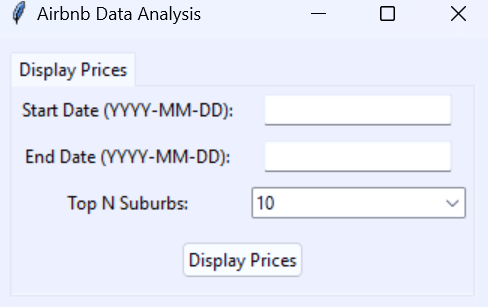 Airbnb Data Analysis
Display Prices
Start Date (YYYY-MM-DD):
End Date (YYYY-MM-DD):
Top N Suburbs: 10
Display Prices